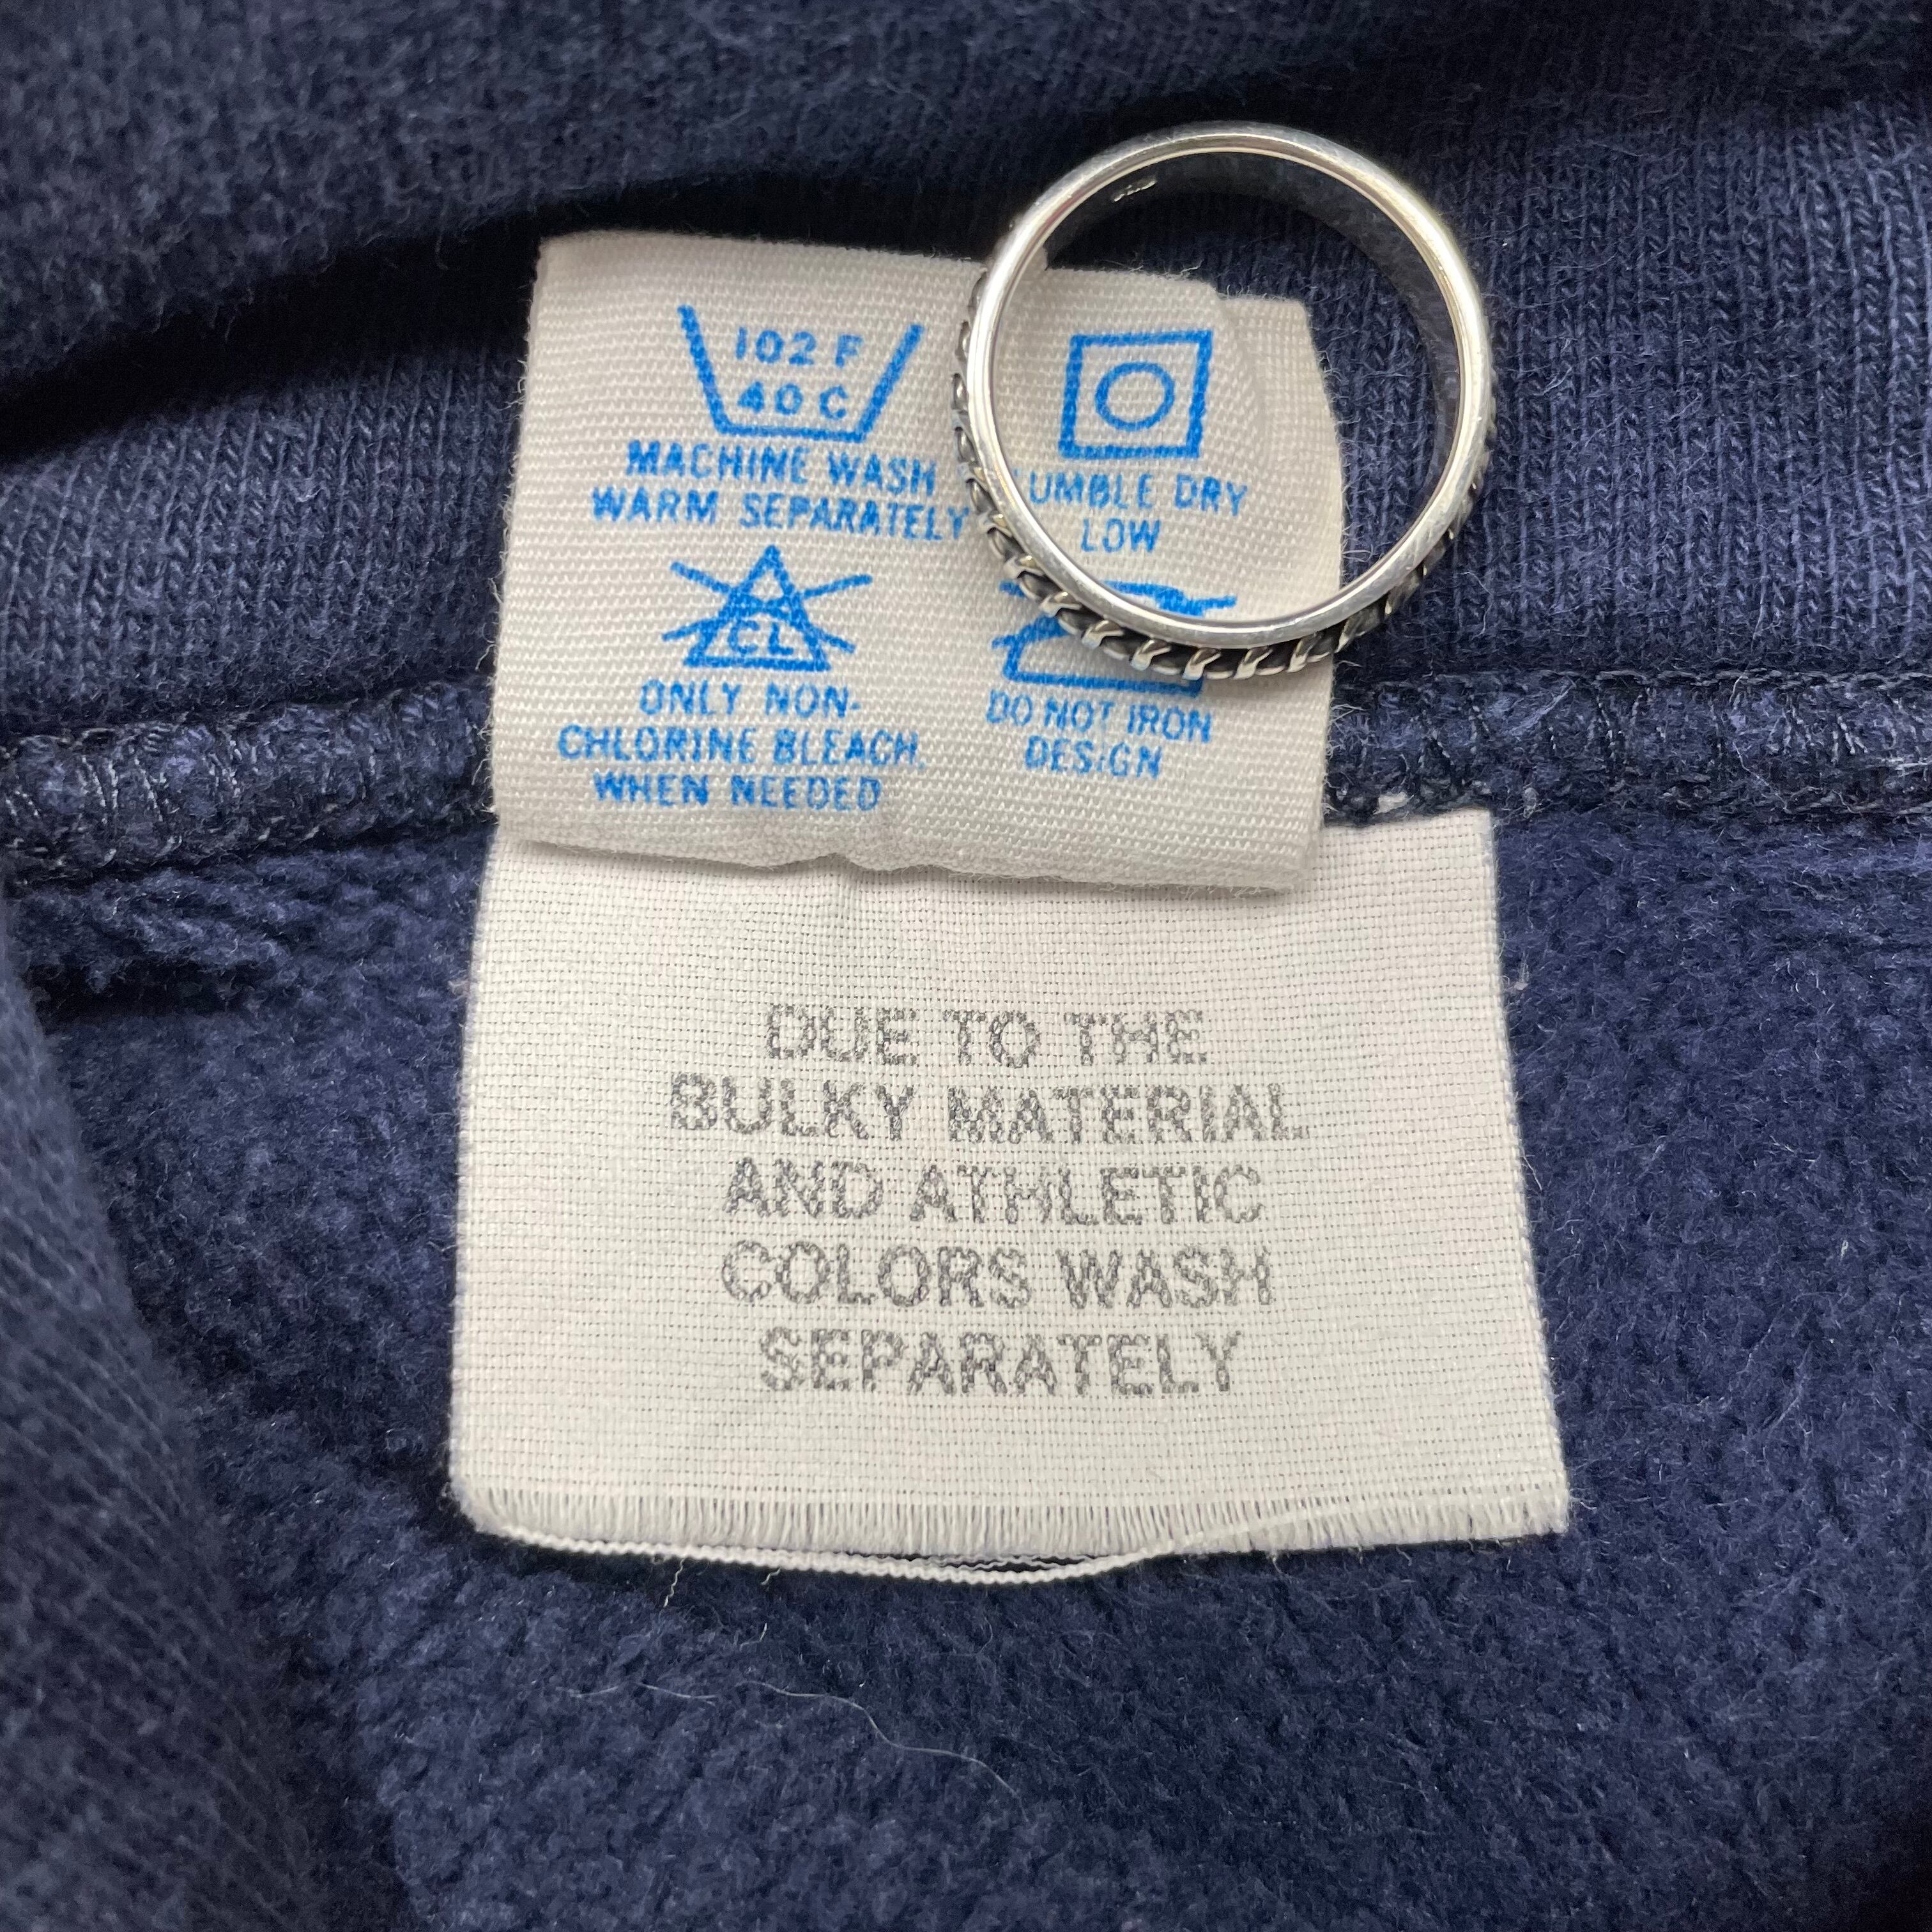 102 F
40 C
MACHINE WASH
WARM SEPARATELY
UMBLE DRY
LOW
CL
ONLY NON-
CHLORINE BLEACH,
WHEN NEEDED
DO NOT IRON
DESIGN
DUE TO THE
BULKY MATERIAL
AND ATHLETIC
COLORS WASH
SEPARATELY